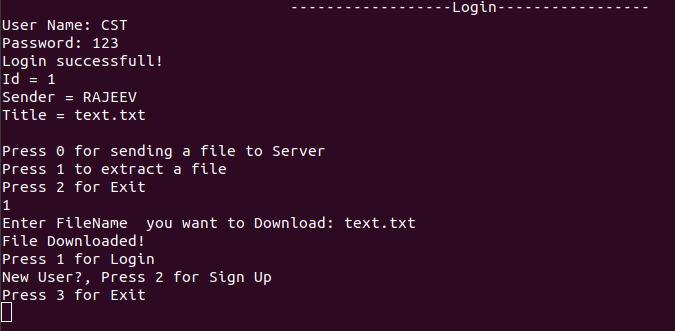 ------------------Login-----------------
User Name: CST
Password: 123
Login successfull!
Id = 1
Sender = RAJEEV
Title = text.txt
Press 0 for sending a file to Server
Press 1 to extract a file
Press 2 for Exit
1
Enter FileName  you want to Download: text.txt
File Downloaded!
Press 1 for Login
New User?, Press 2 for Sign Up
Press 3 for Exit